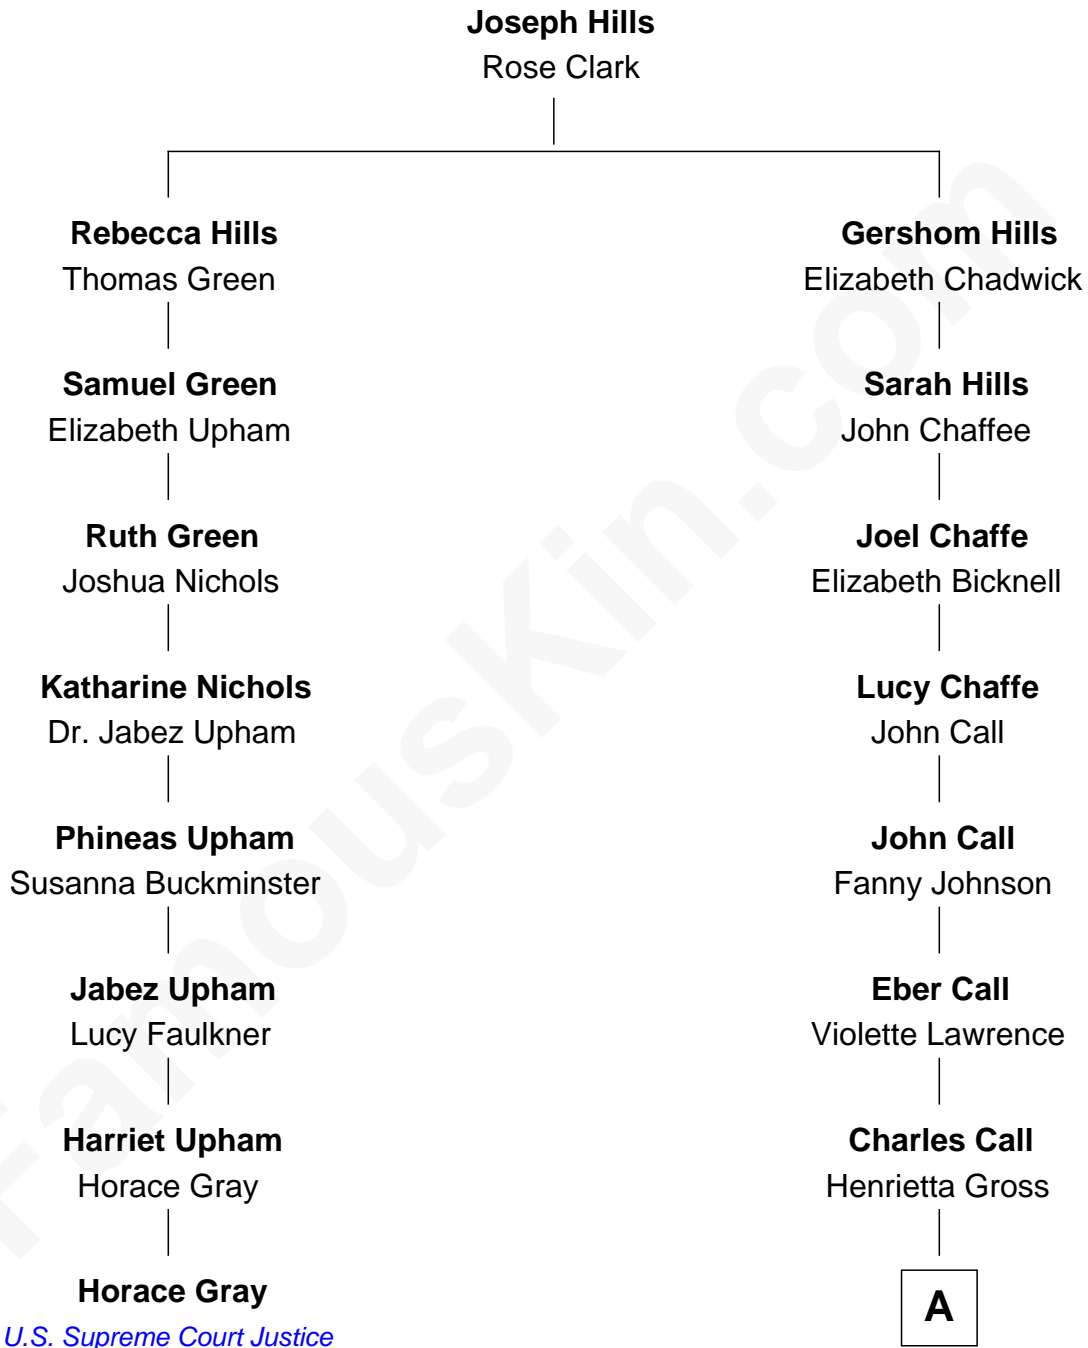 Joseph Hills
Rose Clark
Rebecca Hills
Thomas Green
Gershom Hills
Elizabeth Chadwick
Samuel Green
Elizabeth Upham
Sarah Hills
John Chaffee
Ruth Green
Joshua Nichols
Joel Chaffe
Elizabeth Bicknell
Katharine Nichols
Dr. Jabez Upham
Lucy Chaffe
John Call
Phineas Upham
Susanna Buckminster
John Call
Fanny Johnson
Jabez Upham
Lucy Faulkner
Eber Call
Violette Lawrence
Harriet Upham
Horace Gray
Charles Call
Henrietta Gross
Horace Gray
U.S. Supreme Court Justice
A
FamousKin.com